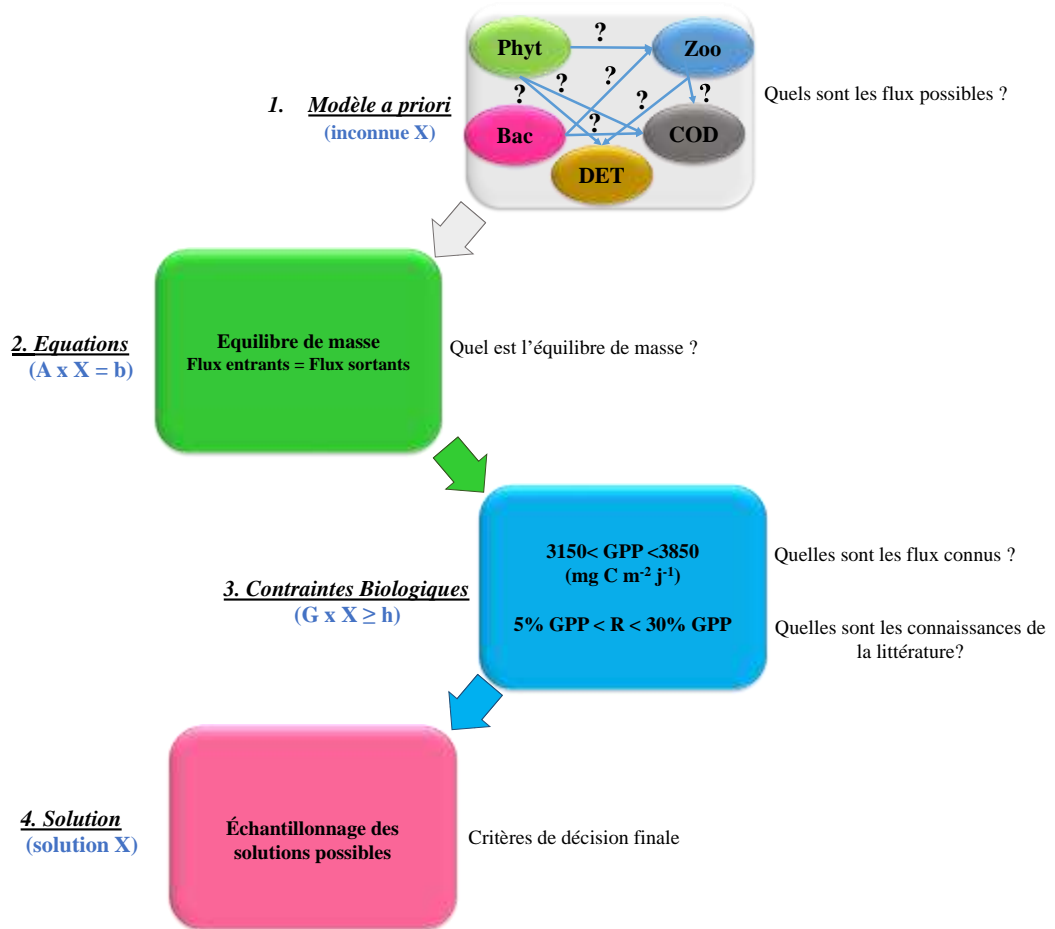 Phyt
?
Zoo
?
?
?
?
?
1. Modèle a priori
(inconnue X)
Bac
?
COD
DET
Quels sont les flux possibles ?
2. Equations
(A x X = b)
Equilibre de masse
Flux entrants = Flux sortants
Quel est l’équilibre de masse ?
3. Contraintes Biologiques
(G x X ≥ h)
3150< GPP <3850
(mg C m⁻² j⁻¹)
5% GPP < R < 30% GPP
Quelles sont les flux connus ?
Quelles sont les connaissances de
la littérature?
4. Solution
(solution X)
Échantillonnage des
solutions possibles
Critères de décision finale